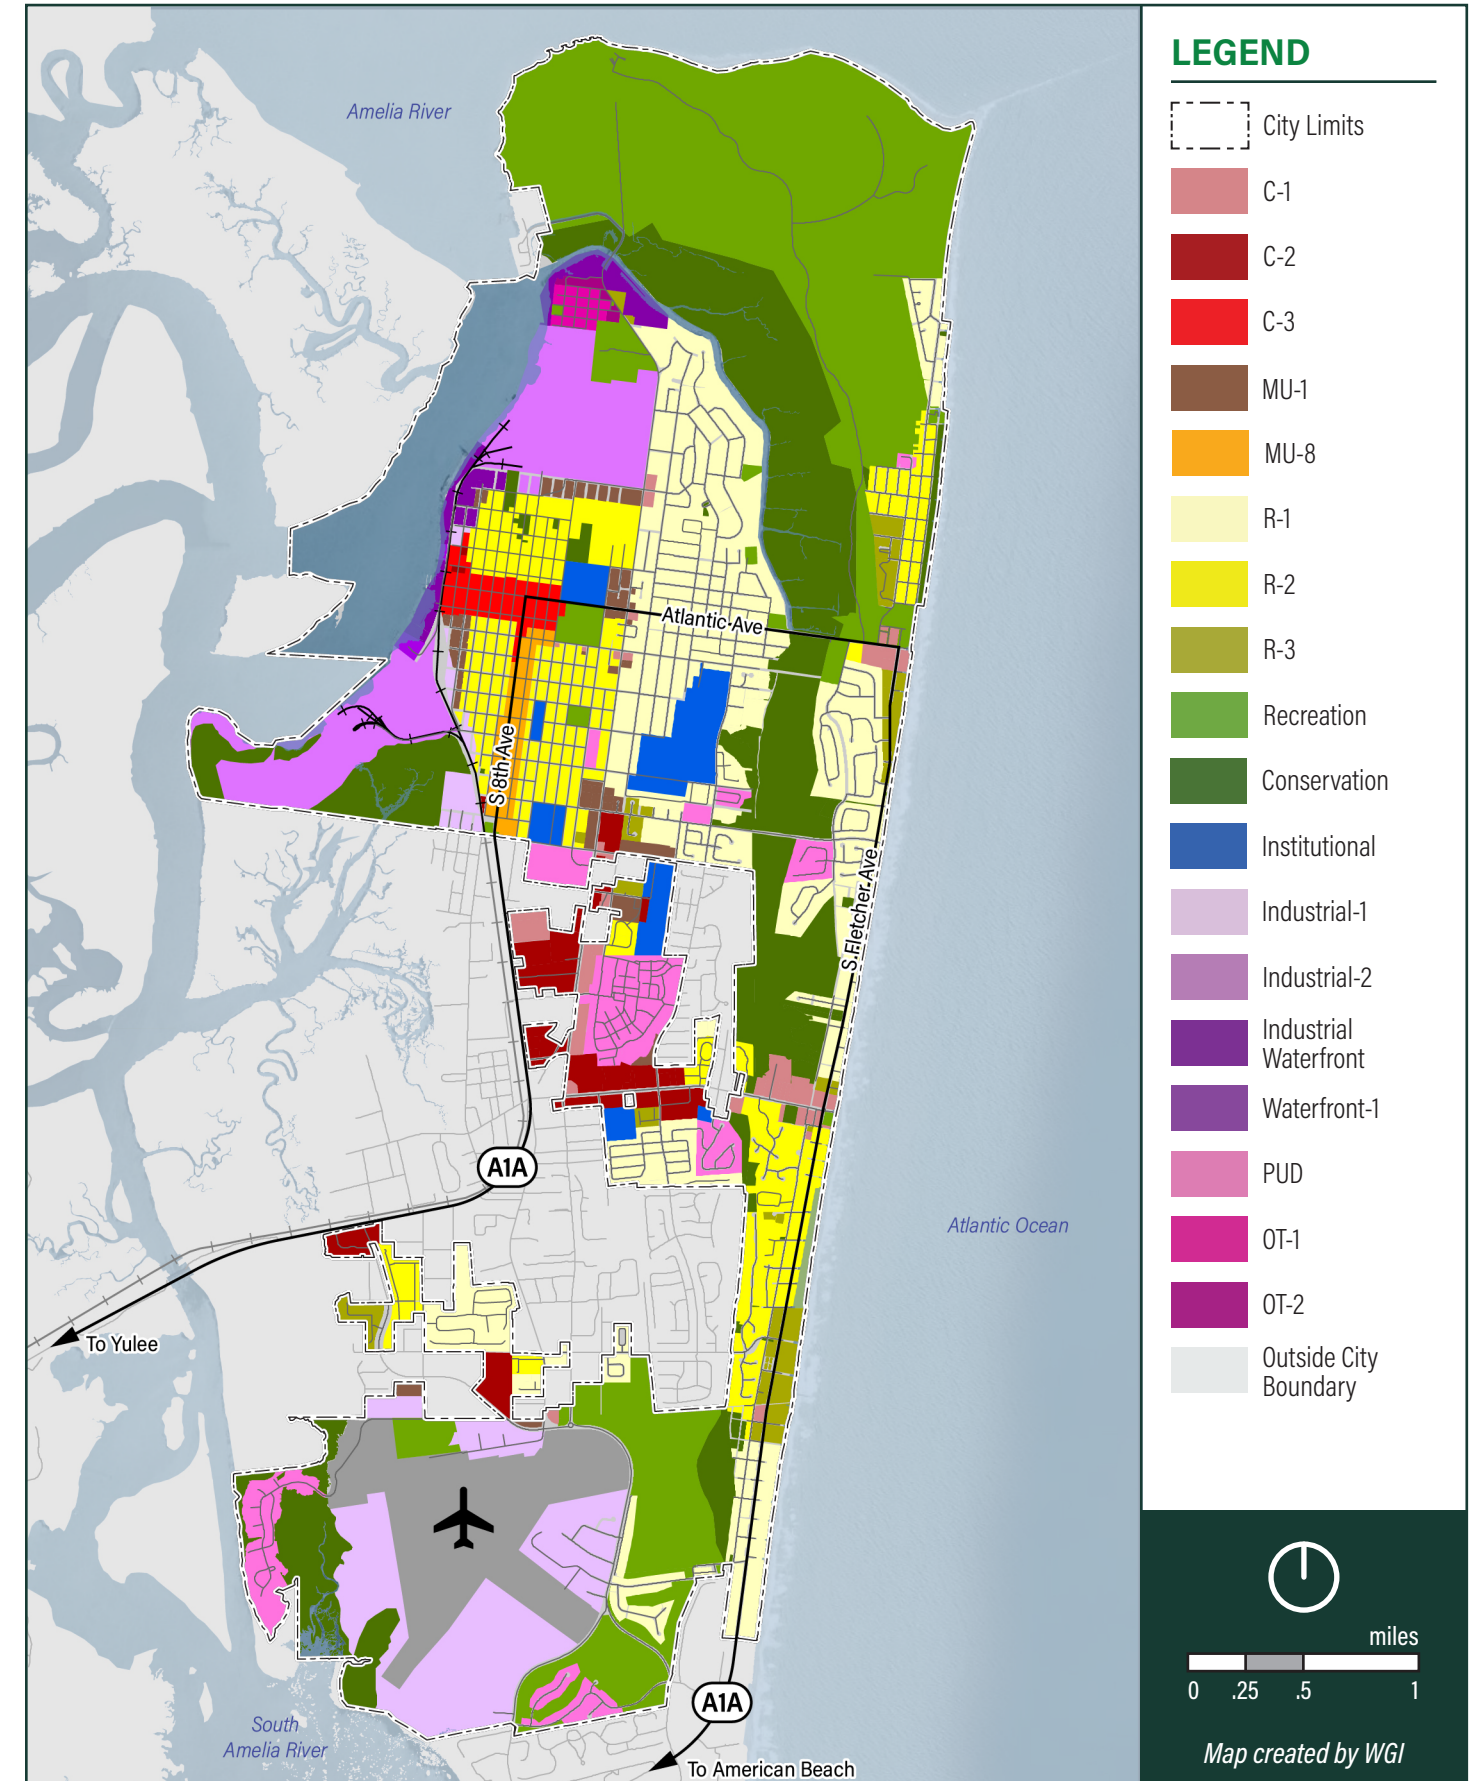 Amelia River
Atlantic Ave
S 8th Ave
S Fletcher Ave
A1A
Atlantic Ocean
To Yulee
A1A
South
Amelia River
To American Beach
LEGEND
City Limits
C-1
C-2
C-3
MU-1
MU-8
R-1
R-2
R-3
Recreation
Conservation
Institutional
Industrial-1
Industrial-2
Industrial
Waterfront
Waterfront-1
PUD
OT-1
OT-2
Outside City
Boundary
miles
0 .25 .5 1
Map created by WGI